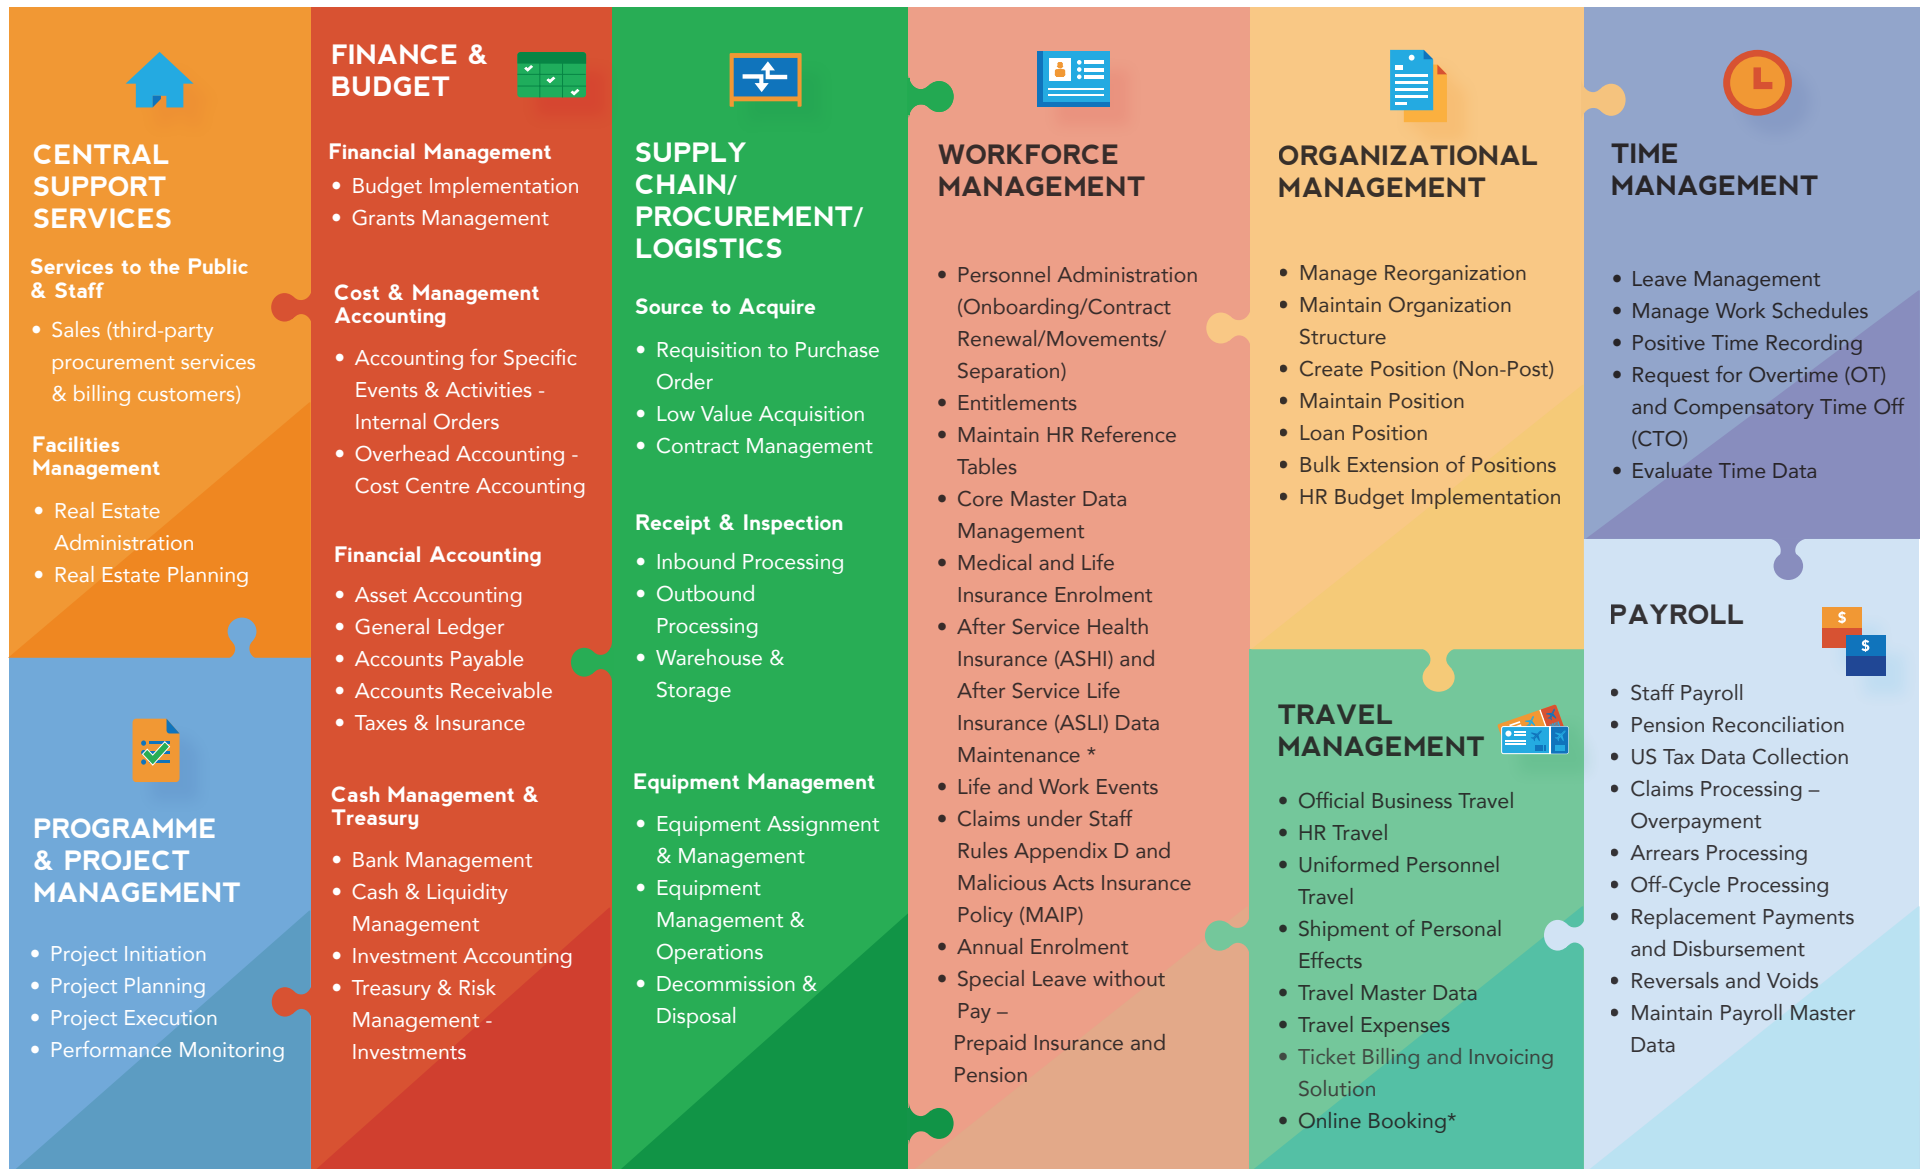 CENTRAL
SUPPORT
SERVICES
Services to the Public
& Staff
• Sales (third-party
procurement services
& billing customers)
Facilities
Management
• Real Estate
Administration
• Real Estate Planning
PROGRAMME
& PROJECT
MANAGEMENT
• Project Initiation
• Project Planning
• Project Execution
• Performance Monitoring
FINANCE &
BUDGET
Financial Management
• Budget Implementation
• Grants Management
Cost & Management
Accounting
• Accounting for Specific
Events & Activities -
Internal Orders
• Overhead Accounting -
Cost Centre Accounting
Financial Accounting
• Asset Accounting
• General Ledger
• Accounts Payable
• Accounts Receivable
• Taxes & Insurance
Cash Management &
Treasury
• Bank Management
• Cash & Liquidity
Management
• Investment Accounting
• Treasury & Risk
Management -
Investments
SUPPLY
CHAIN/
PROCUREMENT/
LOGISTICS
Source to Acquire
• Requisition to Purchase
Order
• Low Value Acquisition
• Contract Management
Receipt & Inspection
• Inbound Processing
• Outbound
Processing
• Warehouse &
Storage
Equipment Management
• Equipment Assignment
& Management
• Equipment
Management &
Operations
• Decommission &
Disposal
WORKFORCE
MANAGEMENT
• Personnel Administration
(Onboarding/Contract
Renewal/Movements/
Separation)
• Entitlements
• Maintain HR Reference
Tables
• Core Master Data
Management
• Medical and Life
Insurance Enrolment
• After Service Health
Insurance (ASHI) and
After Service Life
Insurance (ASLI) Data
Maintenance *
• Life and Work Events
• Claims under Staff
Rules Appendix D and
Malicious Acts Insurance
Policy (MAIP)
• Annual Enrolment
• Special Leave without
Pay –
Prepaid Insurance and
Pension
ORGANIZATIONAL
MANAGEMENT
• Manage Reorganization
• Maintain Organization
Structure
• Create Position (Non-Post)
• Maintain Position
• Loan Position
• Bulk Extension of Positions
• HR Budget Implementation
TRAVEL
MANAGEMENT
• Official Business Travel
• HR Travel
• Uniformed Personnel
Travel
• Shipment of Personal
Effects
• Travel Master Data
• Travel Expenses
• Ticket Billing and Invoicing
Solution
• Online Booking*
TIME
MANAGEMENT
• Leave Management
• Manage Work Schedules
• Positive Time Recording
• Request for Overtime (OT)
and Compensatory Time Off
(CTO)
• Evaluate Time Data
PAYROLL
$
$
• Staff Payroll
• Pension Reconciliation
• US Tax Data Collection
• Claims Processing –
Overpayment
• Arrears Processing
• Off-Cycle Processing
• Replacement Payments
and Disbursement
• Reversals and Voids
• Maintain Payroll Master
Data